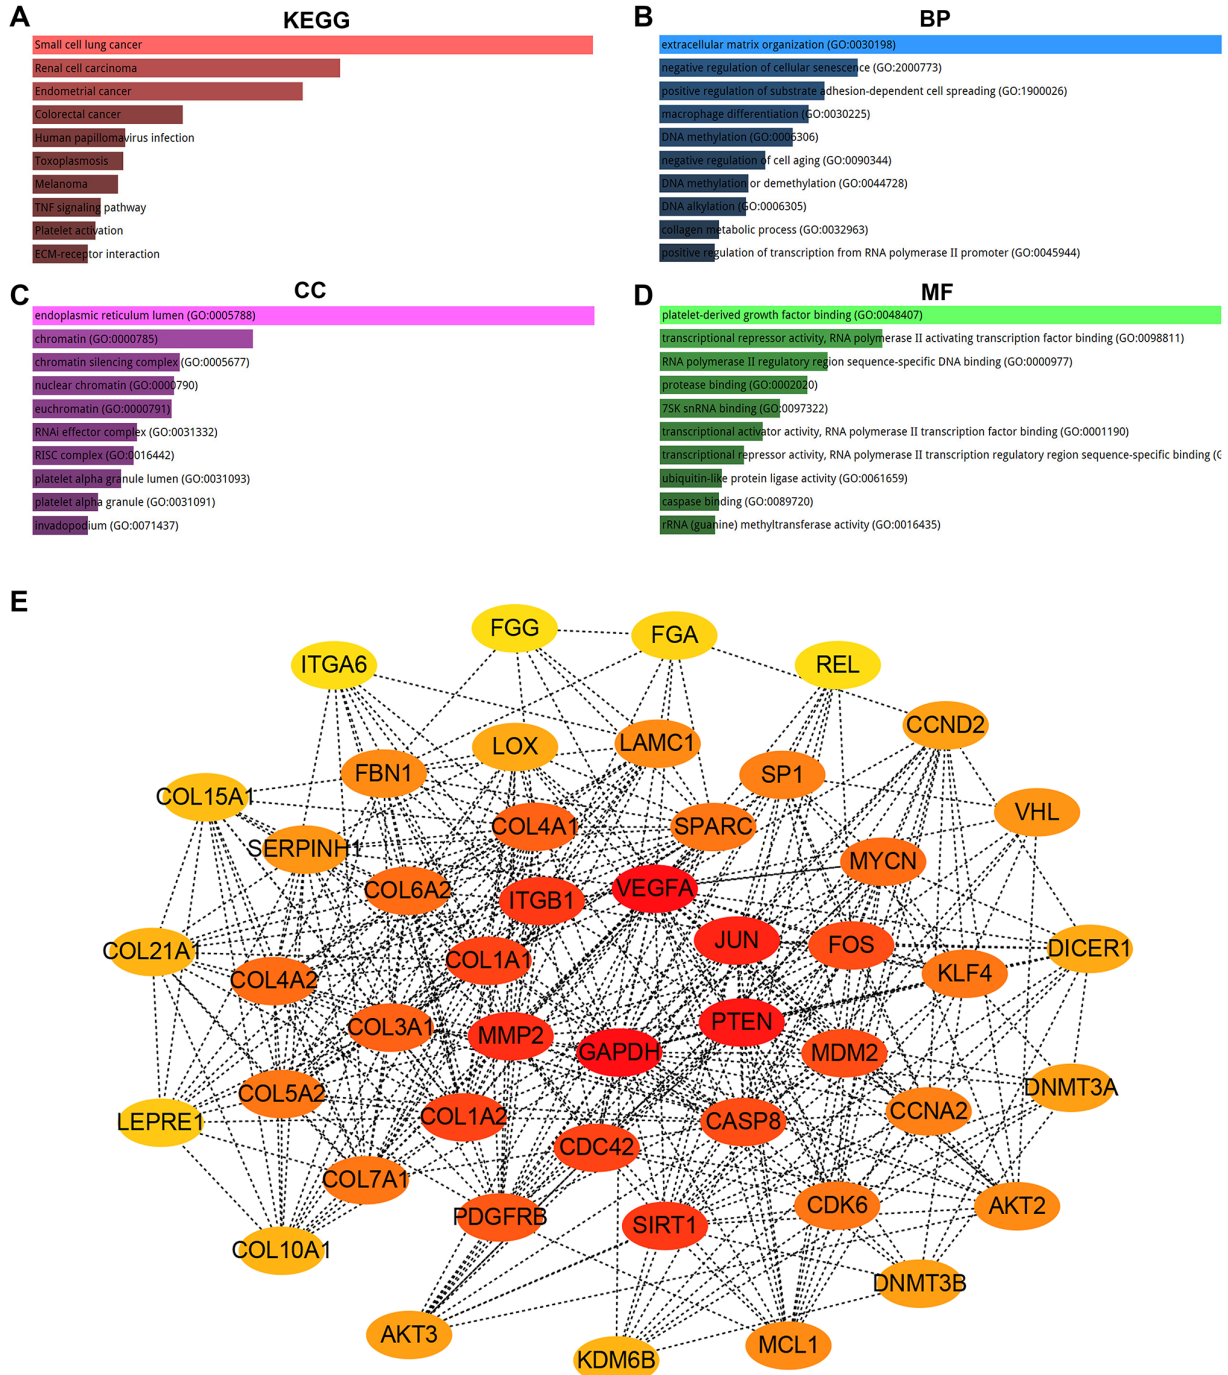 A
KEGG
Small cell lung cancer
Renal cell carcinoma
Endometrial cancer
Colorectal cancer
Human papillomavirus infection
Toxoplasmosis
Melanoma
TNF signaling pathway
Platelet activation
ECM-receptor interaction
B
BP
extracellular matrix organization (GO:0030198)
negative regulation of cellular senescence (GO:2000773)
positive regulation of substrate adhesion-dependent cell spreading (GO:1900026)
macrophage differentiation (GO:0030225)
DNA methylation (GO:0006306)
negative regulation of cell aging (GO:0090344)
DNA methylation or demethylation (GO:0044728)
DNA alkylation (GO:0006305)
collagen metabolic process (GO:0032963)
positive regulation of transcription from RNA polymerase II promoter (GO:0045944)
C
CC
endoplasmic reticulum lumen (GO:0005788)
chromatin (GO:0000785)
chromatin silencing complex (GO:0005677)
nuclear chromatin (GO:0000790)
euchromatin (GO:0000791)
RNAi effector complex (GO:0031332)
RISC complex (GO:0016442)
platelet alpha granule lumen (GO:0031093)
platelet alpha granule (GO:0031091)
invadopodium (GO:0071437)
D
MF
platelet-derived growth factor binding (GO:0048407)
transcriptional repressor activity, RNA polymerase II activating transcription factor binding (GO:0098811)
RNA polymerase II regulatory region sequence-specific DNA binding (GO:0000977)
protease binding (GO:0002020)
7SK snRNA binding (GO:0097322)
transcriptional activator activity, RNA polymerase II transcription factor binding (GO:0001190)
transcriptional repressor activity, RNA polymerase II transcription regulatory region sequence-specific binding (G
ubiquitin-like protein ligase activity (GO:0061659)
caspase binding (GO:0089720)
rRNA (guanine) methyltransferase activity (GO:0016435)
E
FGG
FGA
ITGA6
REL
CCND2
LOX
LAMC1
FBN1
SP1
COL15A1
VHL
COL4A1
SPARC
SERPINH1
MYCN
COL6A2
VEGFA
ITGB1
JUN
FOS
COL21A1
DICER1
COL1A1
KLF4
COL4A2
PTEN
COL3A1
MMP2
GAPDH
MDM2
DNMT3A
COL5A2
CCNA2
LEPRE1
COL1A2
CASP8
CDC42
COL7A1
CDK6
AKT2
PDGFRB
SIRT1
COL10A1
DNMT3B
AKT3
MCL1
KDM6B